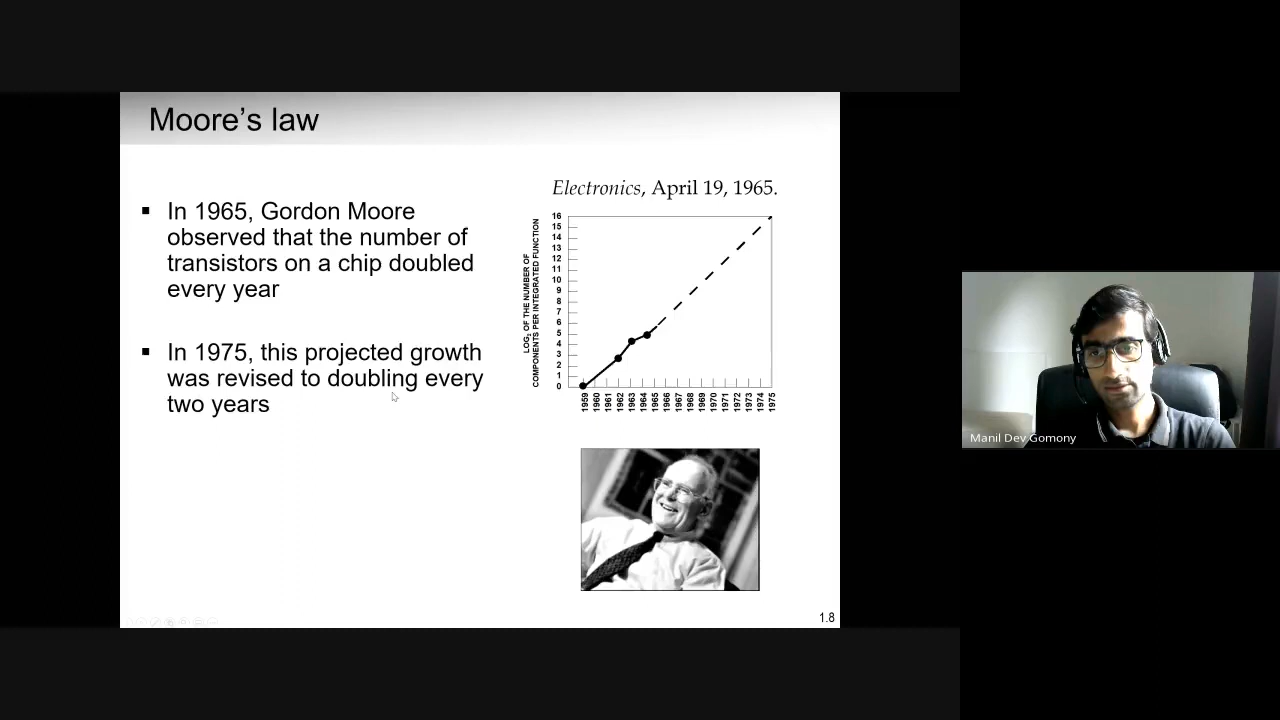 Moore’s law
▪ In 1965, Gordon Moore
observed that the number of
transistors on a chip doubled
every year
▪ In 1975, this projected growth
was revised to doubling every
two years
Electronics, April 19, 1965.
LOG₂ OF THE NUMBER OF
COMPONENTS PER INTEGRATED FUNCTION
16
15
14
13
12
11
10
9
8
7
6
5
4
3
2
1
0
1959
1960
1961
1962
1963
1964
1965
1966
1967
1968
1969
1970
1971
1972
1973
1974
1975
1.8
Manil Dev Gomony